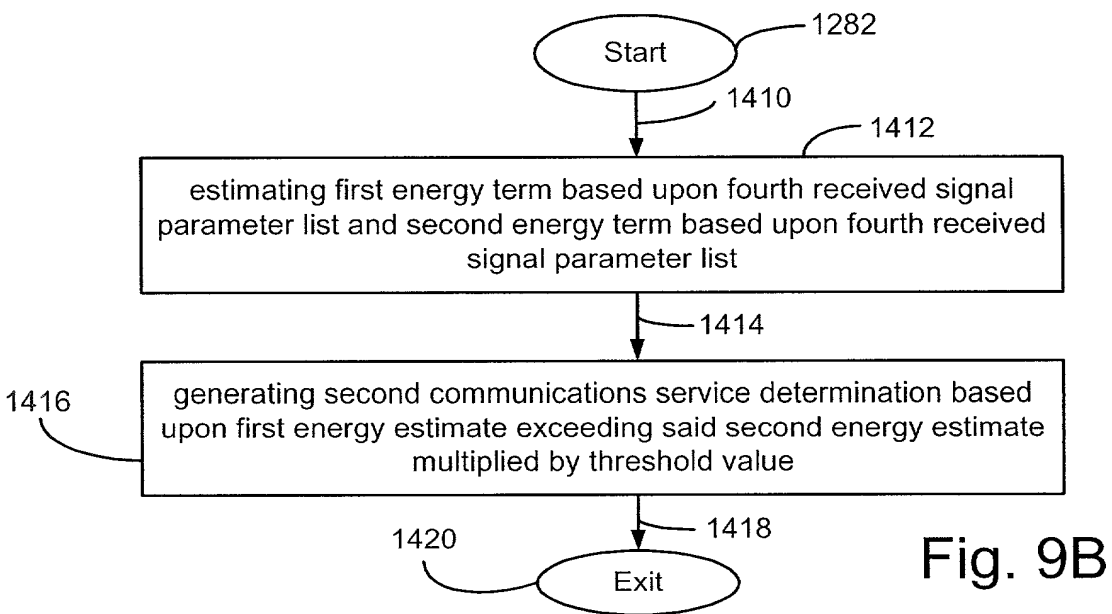 Start
1282
1410
1412
estimating first energy term based upon fourth received signal
parameter list and second energy term based upon fourth received
signal parameter list
1414
1416
generating second communications service determination based
upon first energy estimate exceeding said second energy estimate
multiplied by threshold value
1418
1420
Exit
Fig. 9B